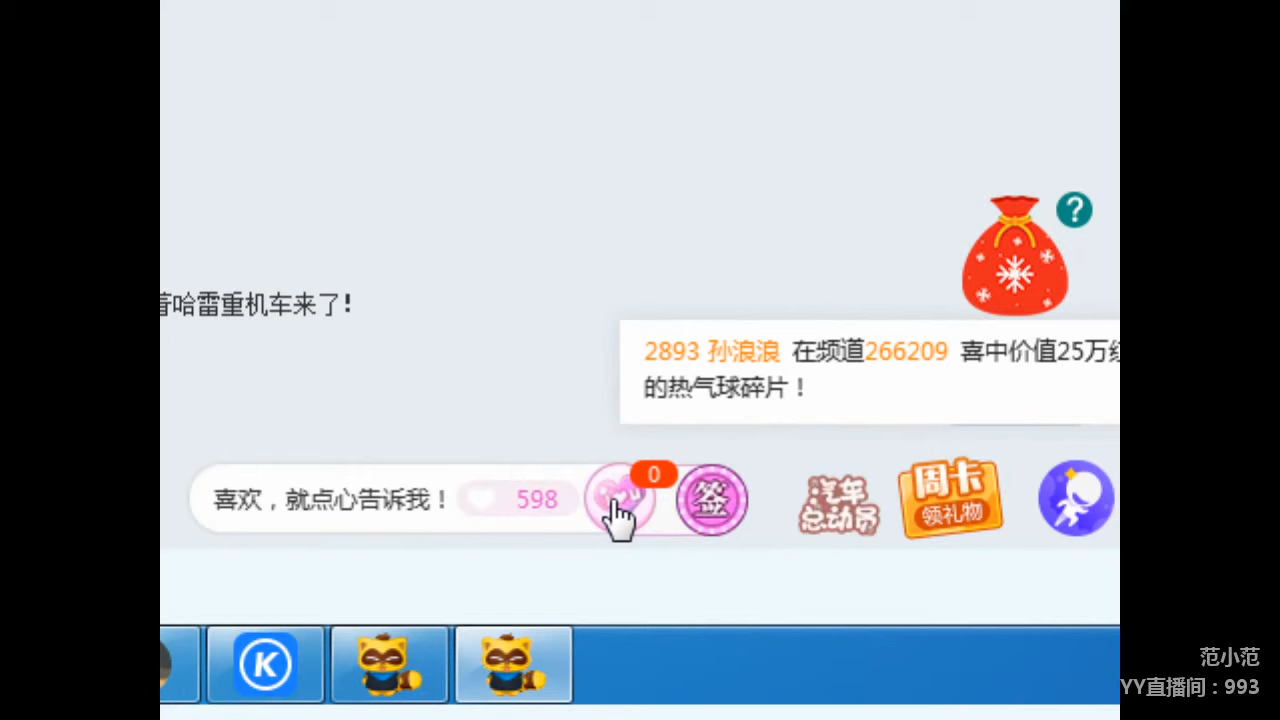 哈雷重机车来了!
2893 孙浪浪 在频道266209 喜中价值25万
的热气球碎片!
喜欢,就点心告诉我! 598
0
签
汽车
总动员
周卡
领礼物
K
范小范
YY直播间:993